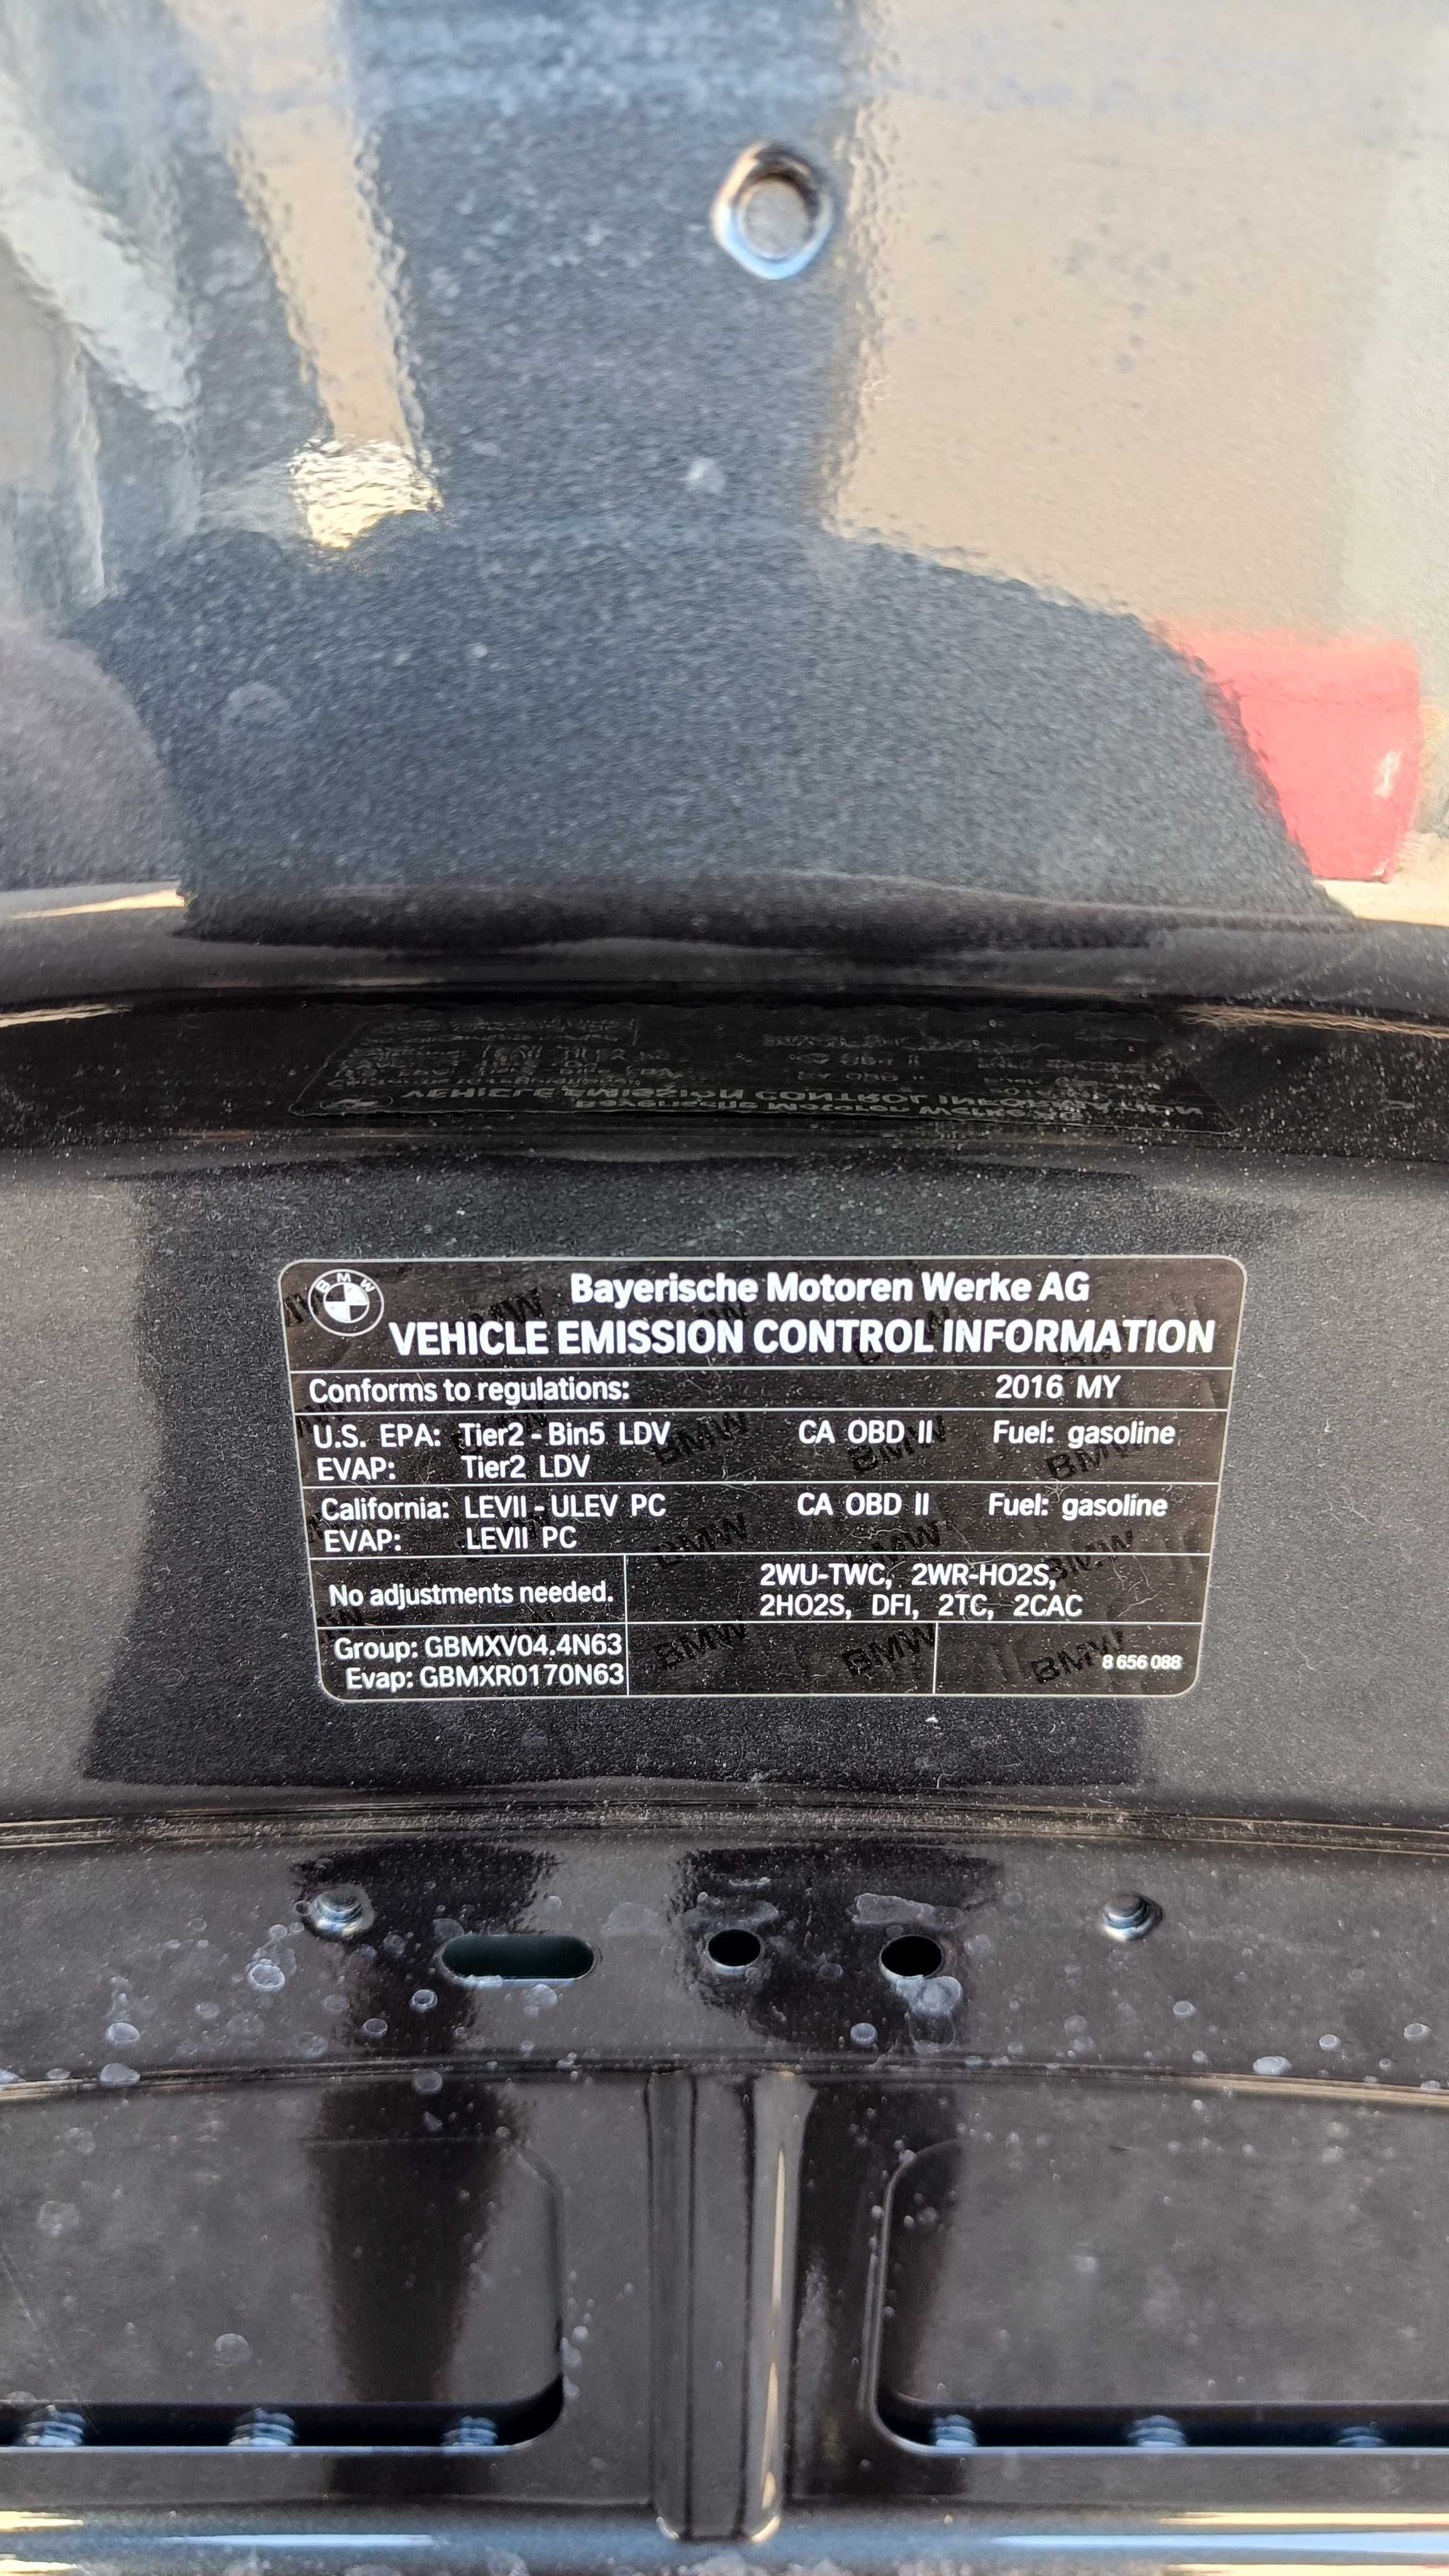 BMW
Bayerische Motoren Werke AG
VEHICLE EMISSION CONTROL INFORMATION
Conforms to regulations: 2016 MY
U.S. EPA: Tier2 - Bin5 LDV CA OBD II Fuel: gasoline
EVAP: Tier2 LDV
California: LEVII - ULEV PC CA OBD II Fuel: gasoline
EVAP: LEVII PC
No adjustments needed.
2WU-TWC, 2WR-HO2S,
2HO2S, DFI, 2TC, 2CAC
Group: GBMXV04.4N63
Evap: GBMXR0170N63
8 656 088